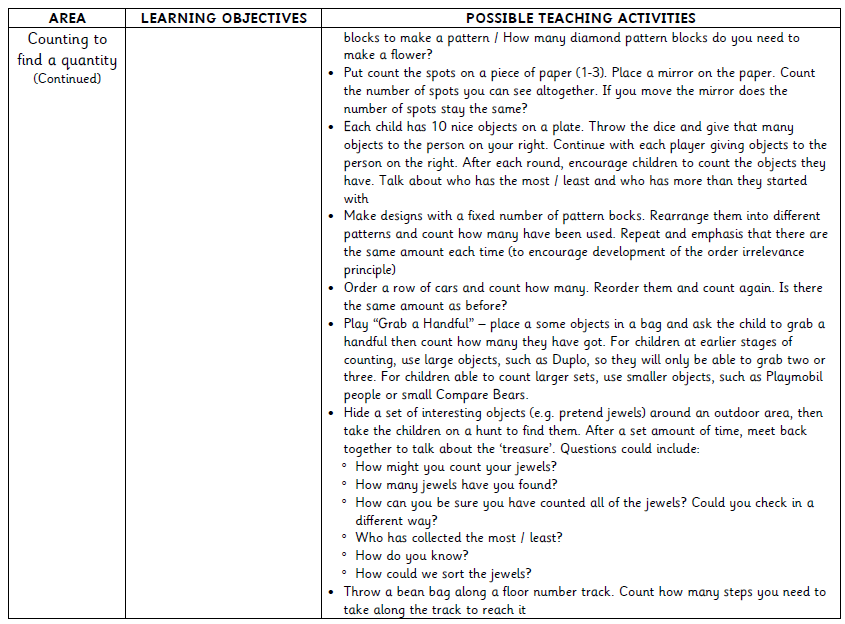 AREA
LEARNING OBJECTIVES
POSSIBLE TEACHING ACTIVITIES
Counting to
find a quantity
(Continued)
blocks to make a pattern / How many diamond pattern blocks do you need to
make a flower?
• Put count the spots on a piece of paper (1-3). Place a mirror on the paper. Count
the number of spots you can see altogether. If you move the mirror does the
number of spots stay the same?
• Each child has 10 nice objects on a plate. Throw the dice and give that many
objects to the person on your right. Continue with each player giving objects to the
person on the right. After each round, encourage children to count the objects they
have. Talk about who has the most / least and who has more than they started
with
• Make designs with a fixed number of pattern bocks. Rearrange them into different
patterns and count how many have been used. Repeat and emphasis that there are
the same amount each time (to encourage development of the order irrelevance
principle)
• Order a row of cars and count how many. Reorder them and count again. Is there
the same amount as before?
• Play “Grab a Handful” – place a some objects in a bag and ask the child to grab a
handful then count how many they have got. For children at earlier stages of
counting, use large objects, such as Duplo, so they will only be able to grab two or
three. For children able to count larger sets, use smaller objects, such as Playmobil
people or small Compare Bears.
• Hide a set of interesting objects (e.g. pretend jewels) around an outdoor area, then
take the children on a hunt to find them. After a set amount of time, meet back
together to talk about the ‘treasure’. Questions could include:
° How might you count your jewels?
° How many jewels have you found?
° How can you be sure you have counted all of the jewels? Could you check in a
different way?
° Who has collected the most / least?
° How do you know?
° How could we sort the jewels?
• Throw a bean bag along a floor number track. Count how many steps you need to
take along the track to reach it